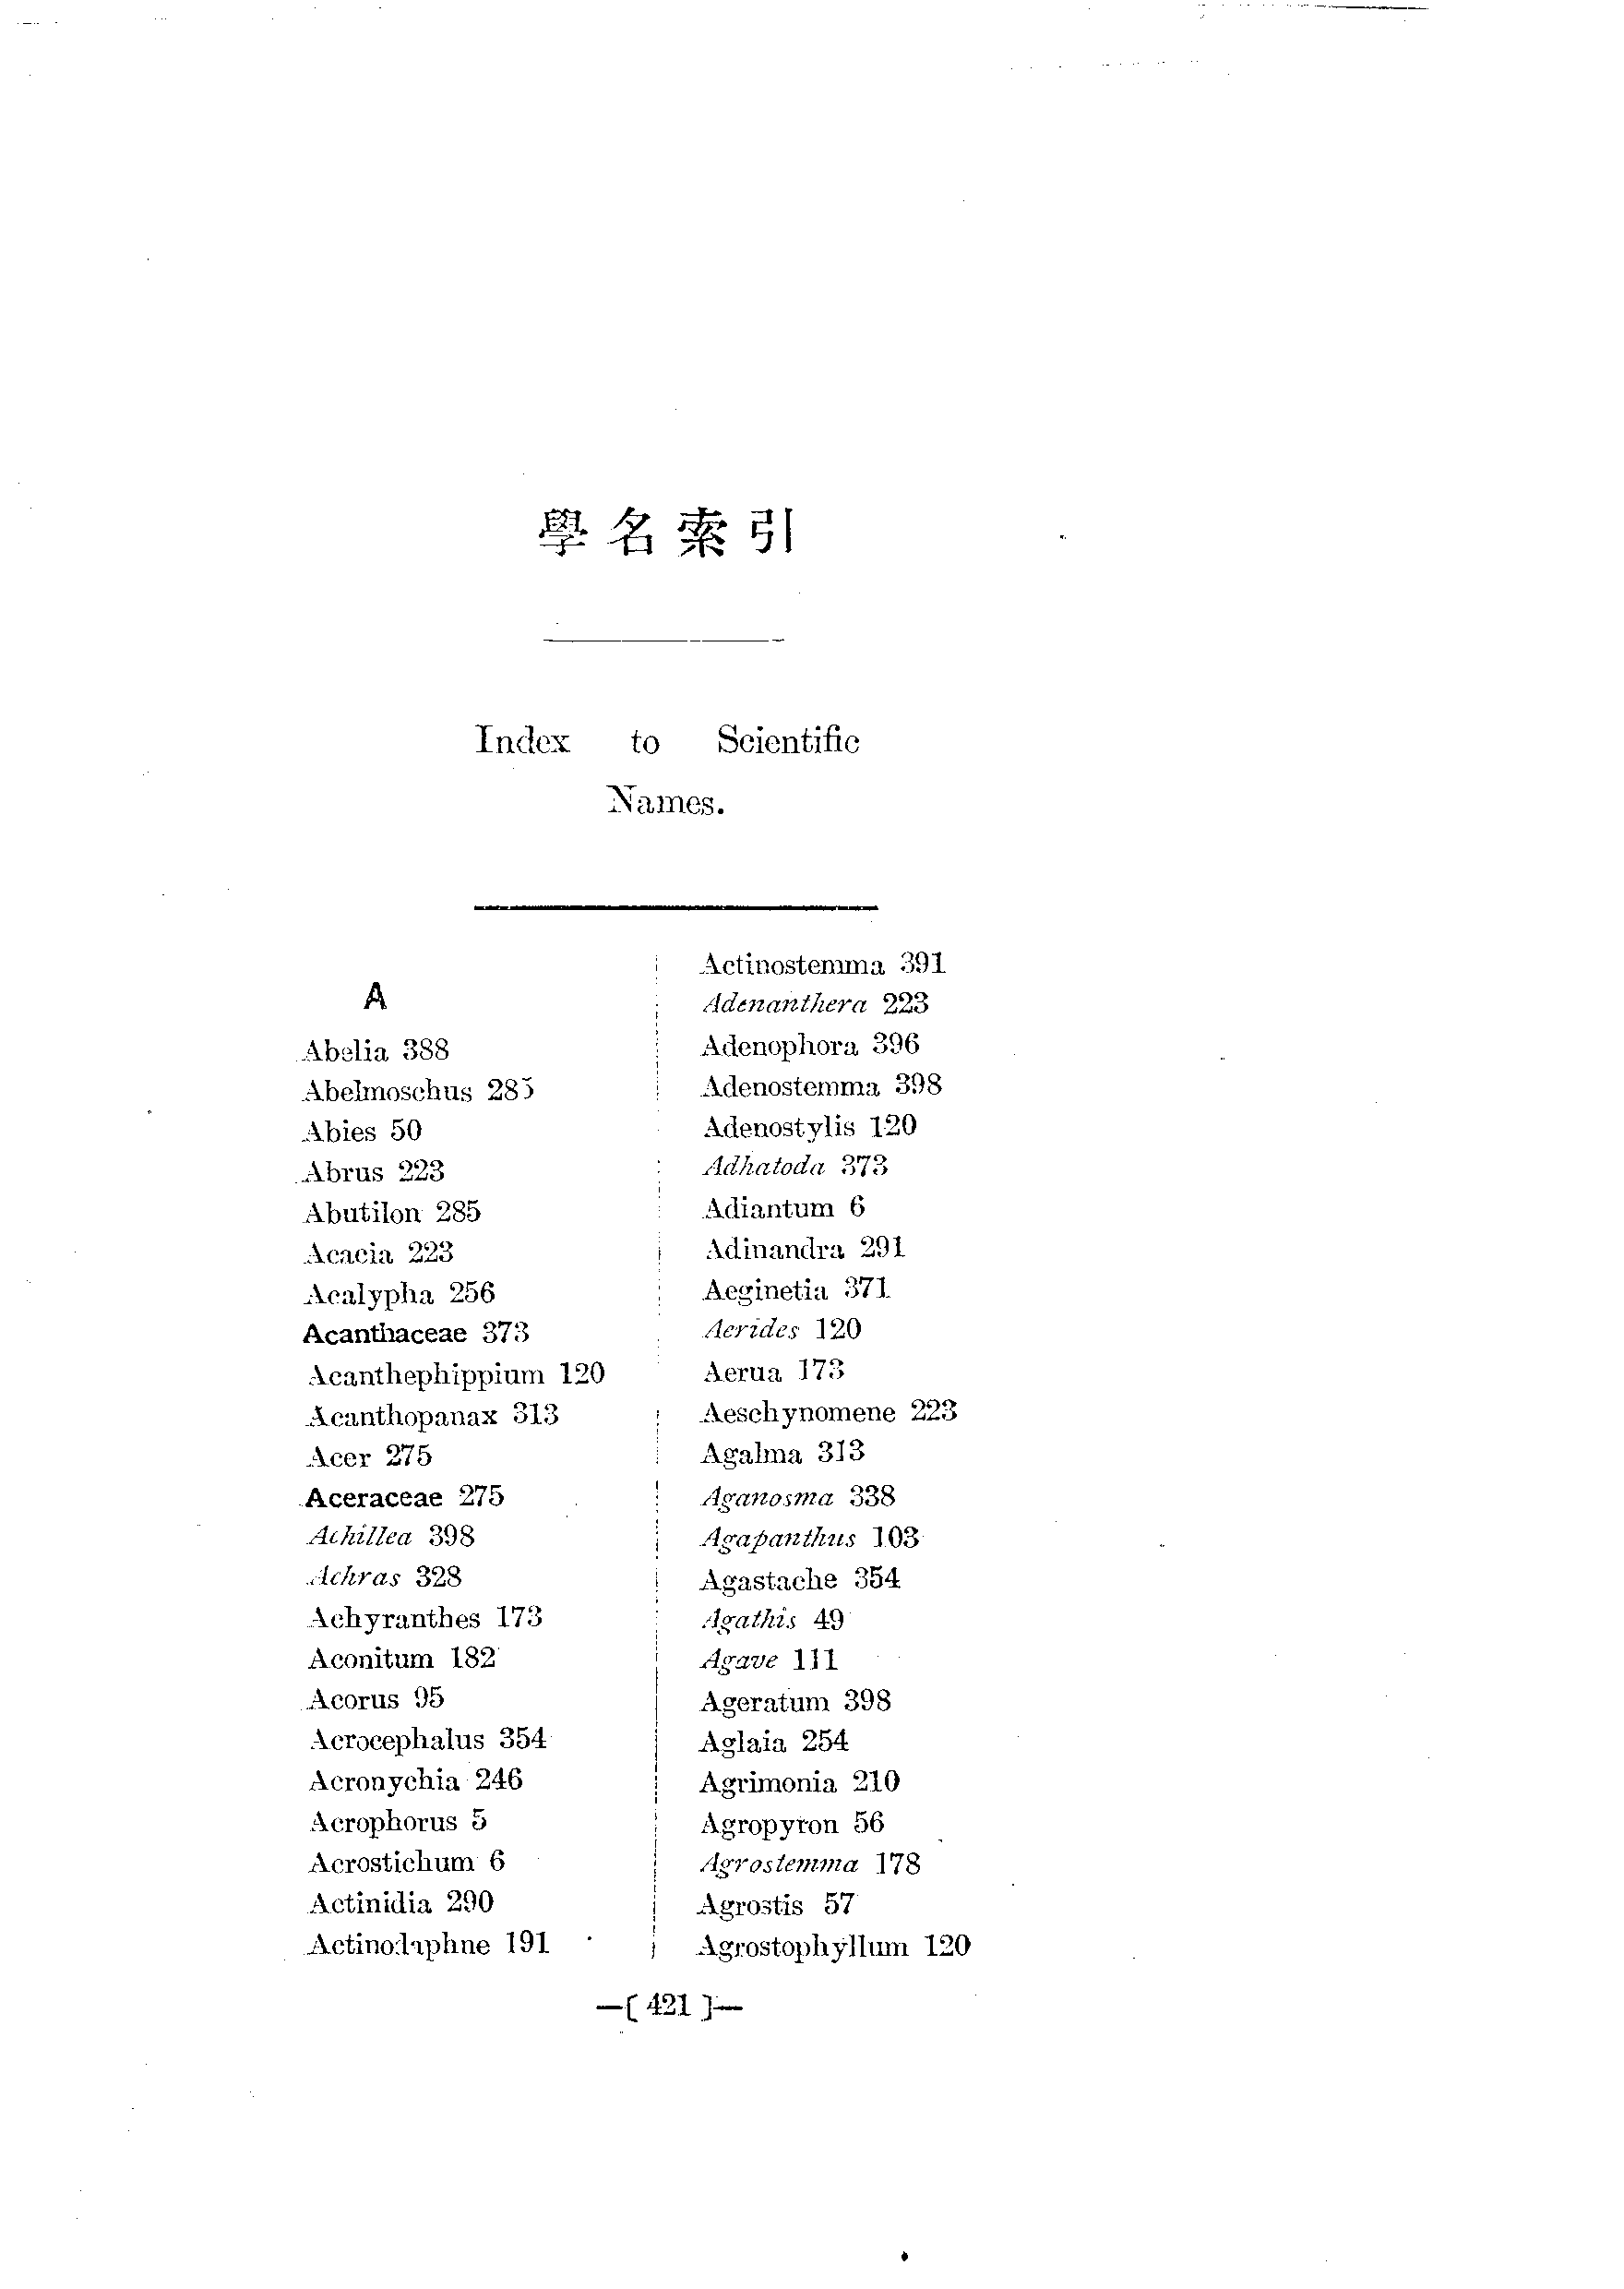 學名索引
Index to Scientific
Names.
A
Abelia 388
Abelmoschus 285
Abies 50
Abrus 223
Abutilon 285
Acacia 223
Acalypha 256
Acanthaceae 373
Acanthephippium 120
Acanthopanax 313
Acer 275
Aceraceae 275
Achillea 398
Achras 328
Achyranthes 173
Aconitum 182
Acorus 95
Acrocephalus 354
Acronychia 246
Acrophorus 5
Acrostichum 6
Actinidia 290
Actinodaphne 191
Actinostemma 391
Adenanthera 223
Adenophora 396
Adenostemma 398
Adenostylis 120
Adhatoda 373
Adiantum 6
Adinandra 291
Aeginetia 371
Aerides 120
Aerua 173
Aeschynomene 223
Agalma 313
Aganosma 338
Agapanthus 103
Agastache 354
Agathis 49
Agave 111
Ageratum 398
Aglaia 254
Agrimonia 210
Agropyron 56
Agrostemma 178
Agrostis 57
Agrostophyllum 120
—[ 421 ]—